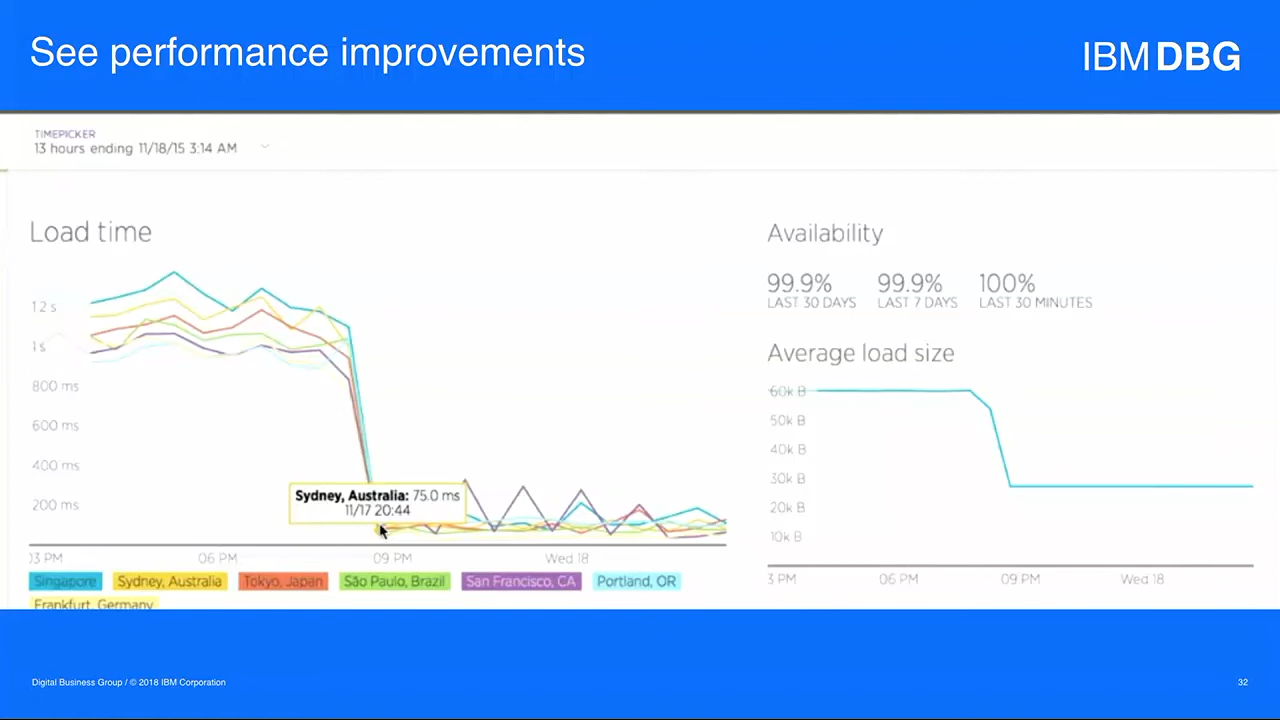 See performance improvements
IBM DBG
TIMEPICKER
13 hours ending 11/18/15 3:14 AM
Load time
1.2 s
1 s
800 ms
600 ms
400 ms
200 ms
Sydney, Australia: 75.0 ms
11/17 20:44
03 PM
06 PM
09 PM
Wed 18
Singapore
Sydney, Australia
Tokyo, Japan
São Paulo, Brazil
San Francisco, CA
Portland, OR
Frankfurt, Germany
Availability
99.9%
99.9%
100%
LAST 30 DAYS
LAST 7 DAYS
LAST 30 MINUTES
Average load size
60k B
50k B
40k B
30k B
20k B
10k B
3 PM
06 PM
09 PM
Wed 18
Digital Business Group / © 2018 IBM Corporation
32